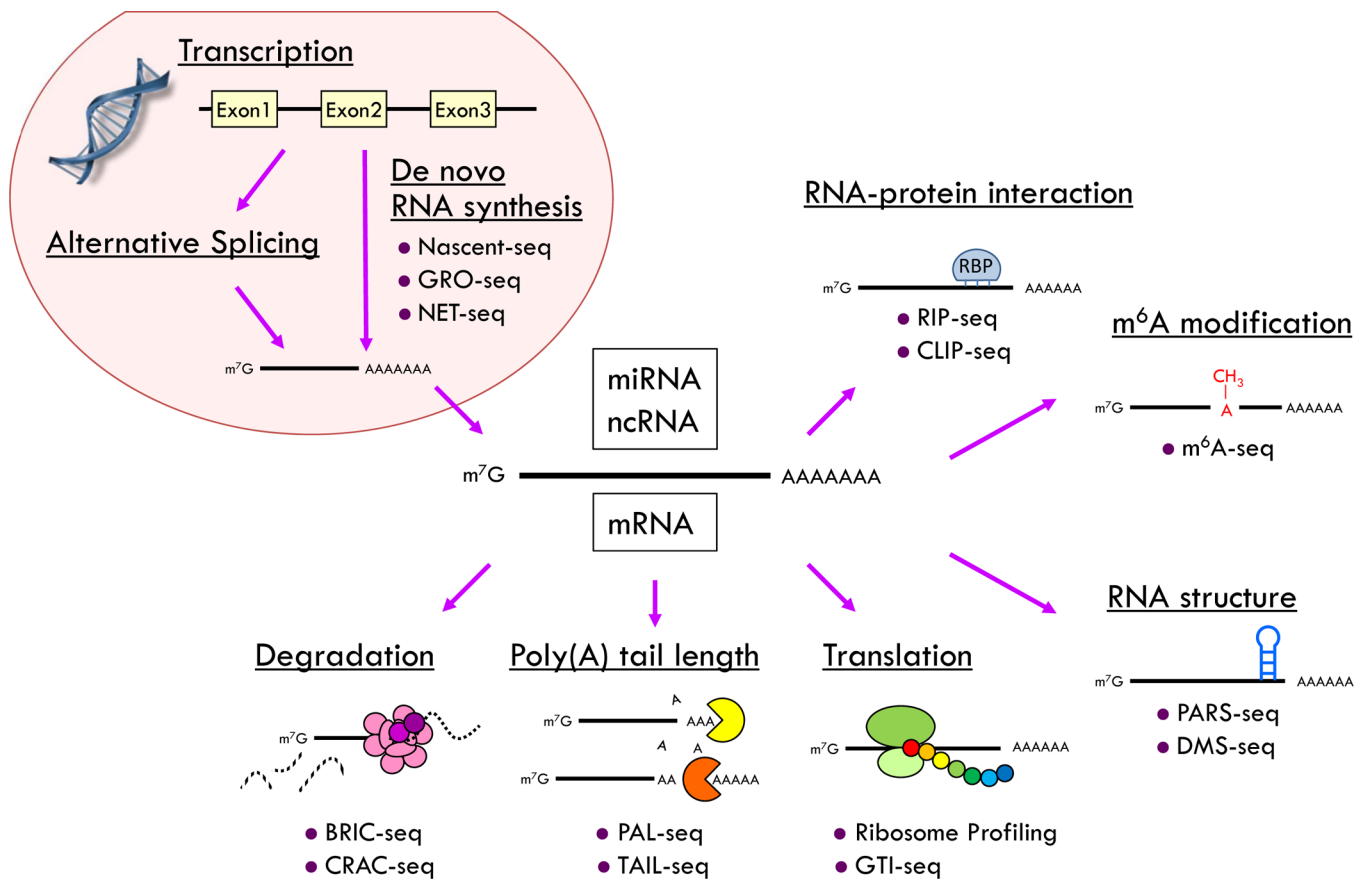 Transcription
Exon1 Exon2 Exon3
De novo
RNA synthesis
• Nascent-seq
• GRO-seq
• NET-seq
Alternative Splicing
m⁷G AAAAAAA
miRNA
ncRNA
m⁷G AAAAAAA
mRNA
RNA-protein interaction
RBP
m⁷G AAAAAA
• RIP-seq
• CLIP-seq
m⁶A modification
CH₃
m⁷G A AAAAAA
• m⁶A-seq
RNA structure
m⁷G AAAAAA
• PARS-seq
• DMS-seq
Degradation
m⁷G
• BRIC-seq
• CRAC-seq
Poly(A) tail length
A
m⁷G AAA
A A
m⁷G AA AAAAA
• PAL-seq
• TAIL-seq
Translation
m⁷G AAAAAA
• Ribosome Profiling
• GTI-seq